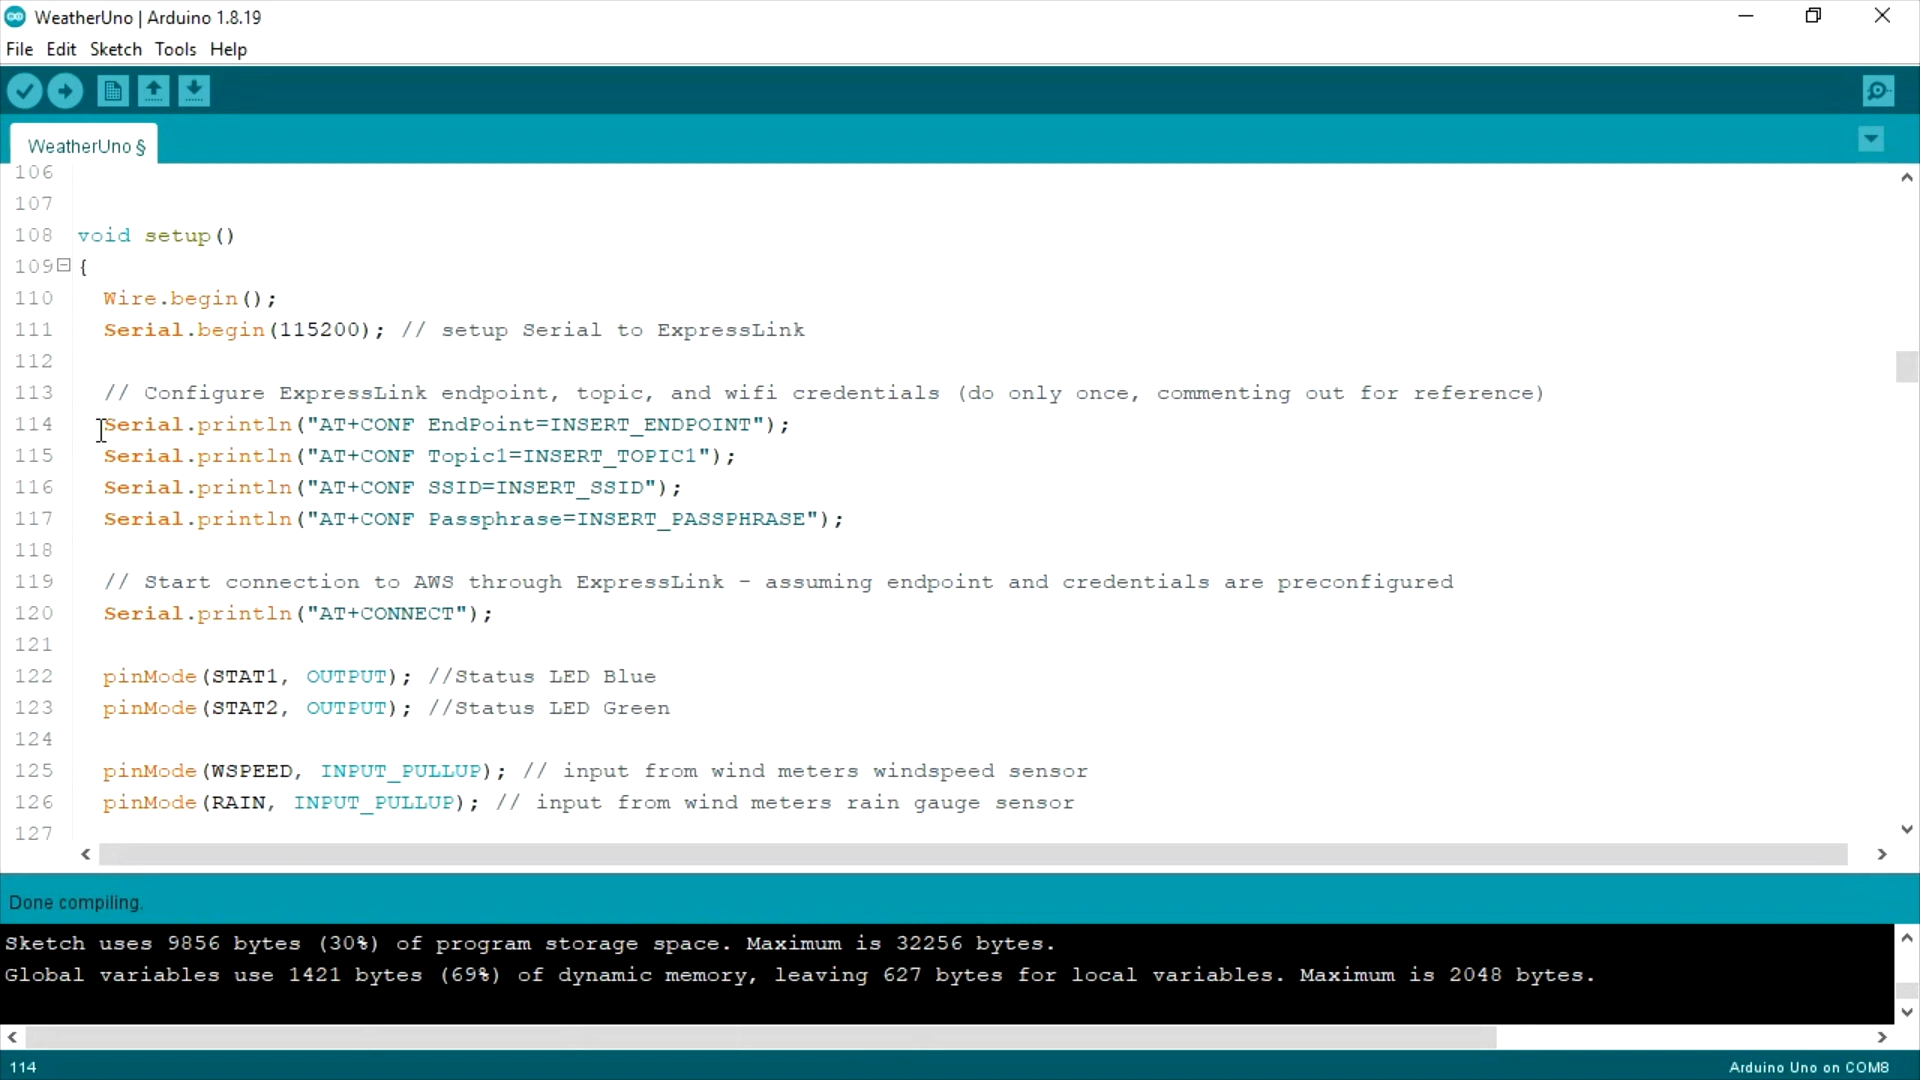 WeatherUno | Arduino 1.8.19
File Edit Sketch Tools Help
WeatherUno §
106
107
108 void setup()
109 {
110 Wire.begin();
111 Serial.begin(115200); // setup Serial to ExpressLink
112
113 // Configure ExpressLink endpoint, topic, and wifi credentials (do only once, commenting out for reference)
114 Serial.println("AT+CONF EndPoint=INSERT_ENDPOINT");
115 Serial.println("AT+CONF Topic1=INSERT_TOPIC1");
116 Serial.println("AT+CONF SSID=INSERT_SSID");
117 Serial.println("AT+CONF Passphrase=INSERT_PASSPHRASE");
118
119 // Start connection to AWS through ExpressLink - assuming endpoint and credentials are preconfigured
120 Serial.println("AT+CONNECT");
121
122 pinMode(STAT1, OUTPUT); //Status LED Blue
123 pinMode(STAT2, OUTPUT); //Status LED Green
124
125 pinMode(WSPEED, INPUT_PULLUP); // input from wind meters windspeed sensor
126 pinMode(RAIN, INPUT_PULLUP); // input from wind meters rain gauge sensor
127
Done compiling.
Sketch uses 9856 bytes (30%) of program storage space. Maximum is 32256 bytes.
Global variables use 1421 bytes (69%) of dynamic memory, leaving 627 bytes for local variables. Maximum is 2048 bytes.
114 Arduino Uno on COM8